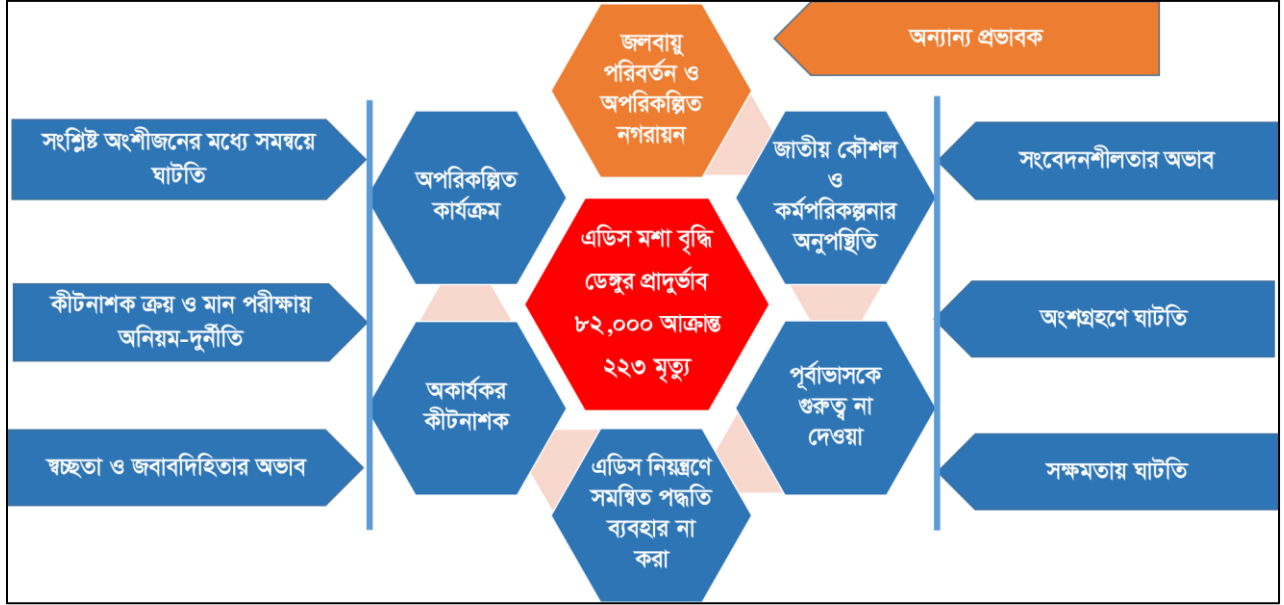 জলবায়ু
পরিবর্তন ও
অপরিকল্পিত
নগরায়ন
অন্যান্য প্রভাবক
সংশ্লিষ্ট অংশীজনের মধ্যে সমন্বয়ে
ঘাটতি
কীটনাশক ক্রয় ও মান পরীক্ষায়
অনিয়ম-দুর্নীতি
স্বচ্ছতা ও জবাবদিহিতার অভাব
অপরিকল্পিত
কার্যক্রম
অকার্যকর
কীটনাশক
এডিস মশা বৃদ্ধি
ডেঙ্গুর প্রাদুর্ভাব
৮২,০০০ আক্রান্ত
২২৩ মৃত্যু
এডিস নিয়ন্ত্রণে
সমন্বিত পদ্ধতি
ব্যবহার না
করা
জাতীয় কৌশল
ও
কর্মপরিকল্পনার
অনুপস্থিতি
পূর্বাভাসকে
গুরুত্ব না
দেওয়া
সংবেদনশীলতার অভাব
অংশগ্রহণে ঘাটতি
সক্ষমতায় ঘাটতি